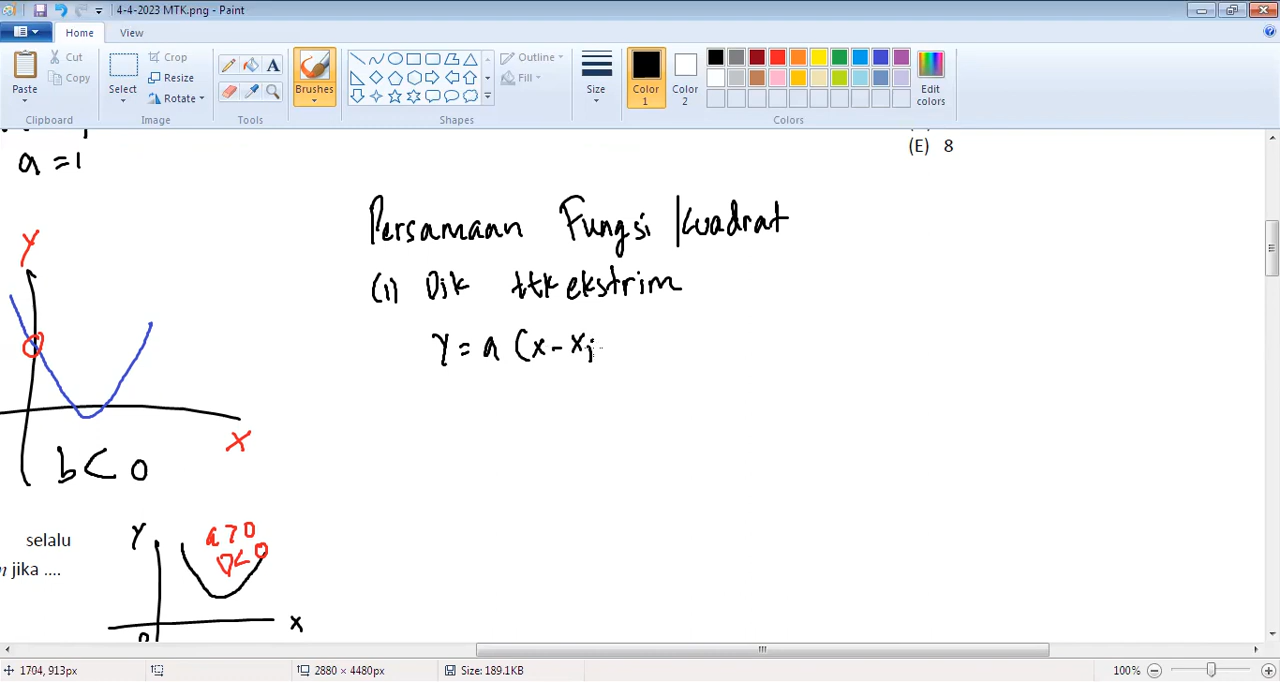 4-4-2023 MTK.png - Paint
Home View
Paste
Cut
Copy
Clipboard
Select
Crop
Resize
Rotate
Image
A
Tools
Brushes
Outline
Fill
Shapes
Size
Color 1
Color 2
Edit colors
Colors
(E) 8
a = 1
Persamaan Fungsi Kuadrat
(1) Dik ttk ekstrim
Y = a (x - xi
Y
X
b < 0
selalu
jika ....
Y
a > 0
D < 0
X
0
1704, 913px
2880 × 4480px
Size: 189.1KB
100%